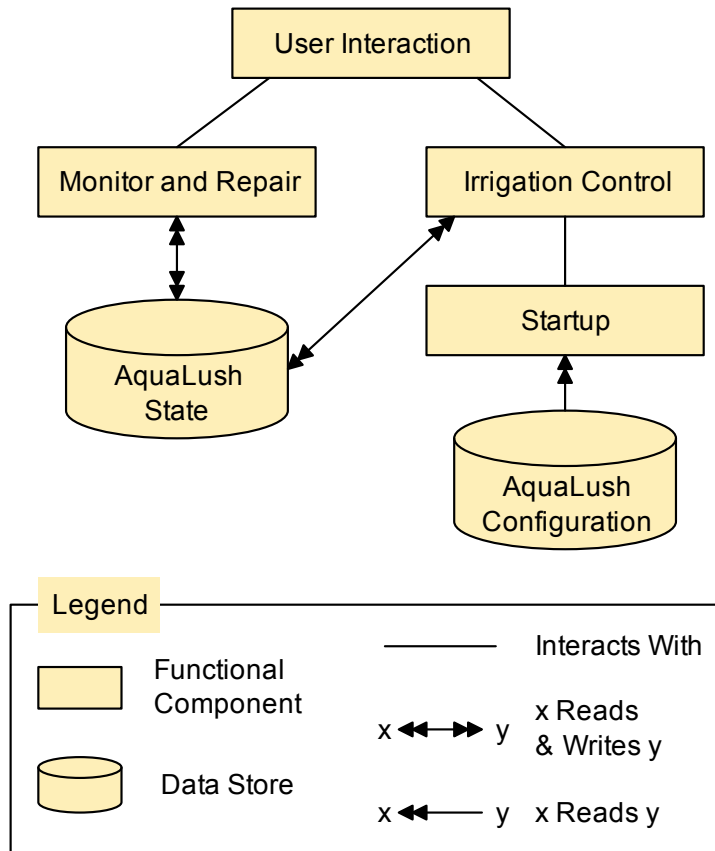 User Interaction
Monitor and Repair
Irrigation Control
Startup
AquaLush
State
AquaLush
Configuration
Legend
Functional
Component
Data Store
Interacts With
x y x Reads
& Writes y
x y x Reads y